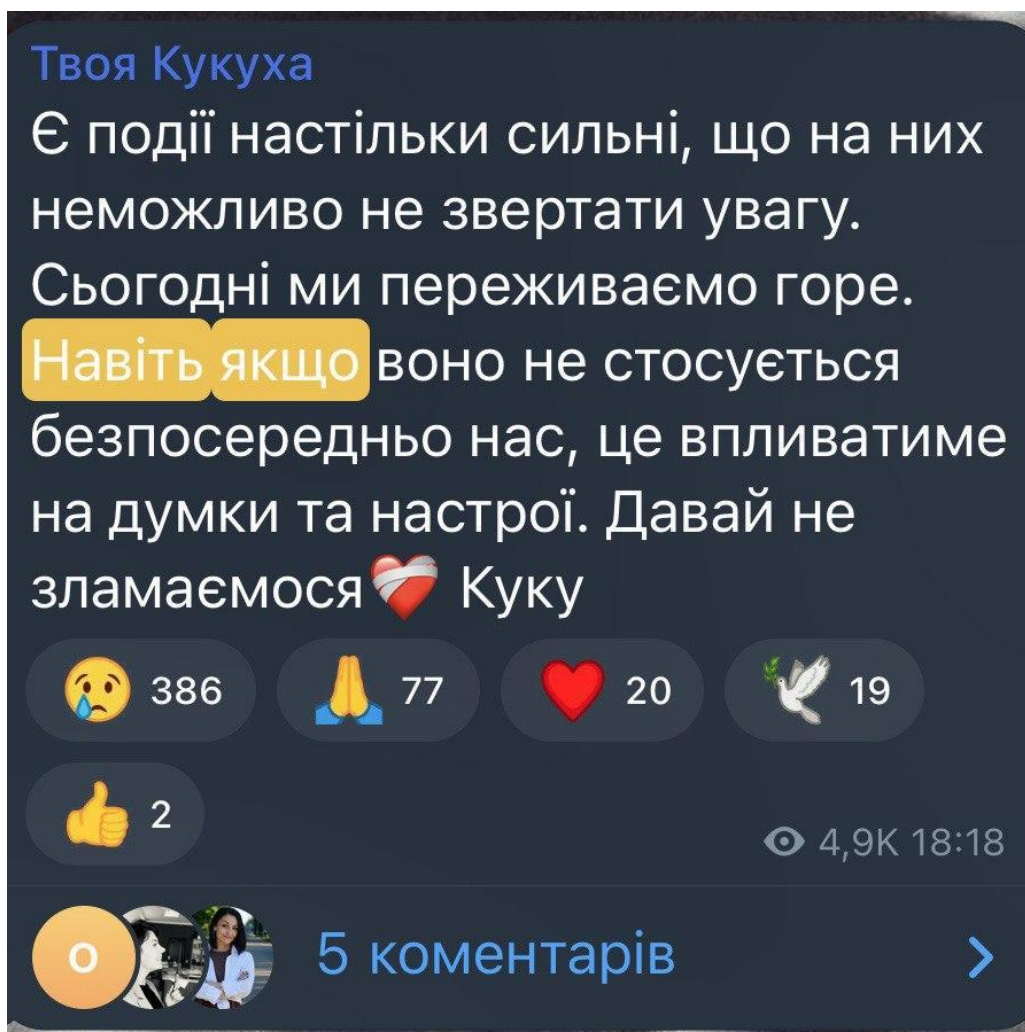 Твоя Кукуха
Є події настільки сильні, що на них
неможливо не звертати увагу.
Сьогодні ми переживаємо горе.
Навіть якщо воно не стосується
безпосередньо нас, це впливатиме
на думки та настрої. Давай не
зламаємося❤️‍🩹 Куку
😢 386 🙏 77 ❤️ 20 🕊 19
👍 2
4,9K 18:18
О 5 коментарів